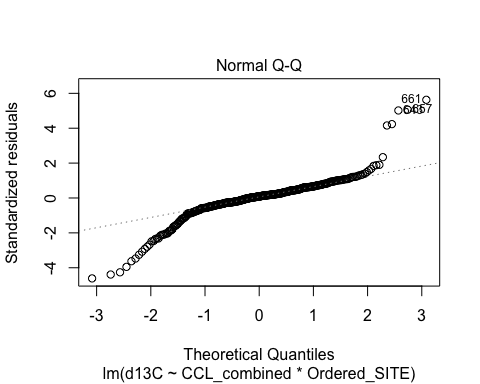 Normal Q-Q
Standardized residuals
6
4
2
0
-2
-4
661
-3 -2 -1 0 1 2 3
Theoretical Quantiles
lm(d13C ~ CCL_combined * Ordered_SITE)